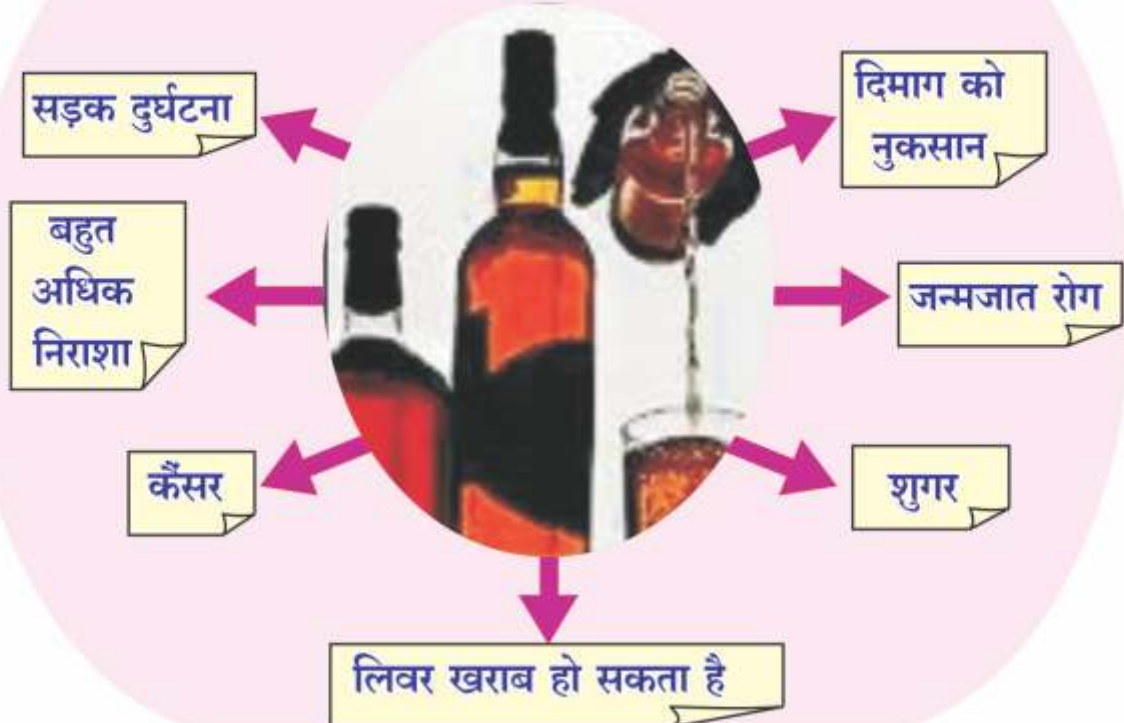 सड़क दुर्घटना
दिमाग को
नुकसान
बहुत
अधिक
निराशा
जन्मजात रोग
कैंसर
शुगर
लिवर खराब हो सकता है